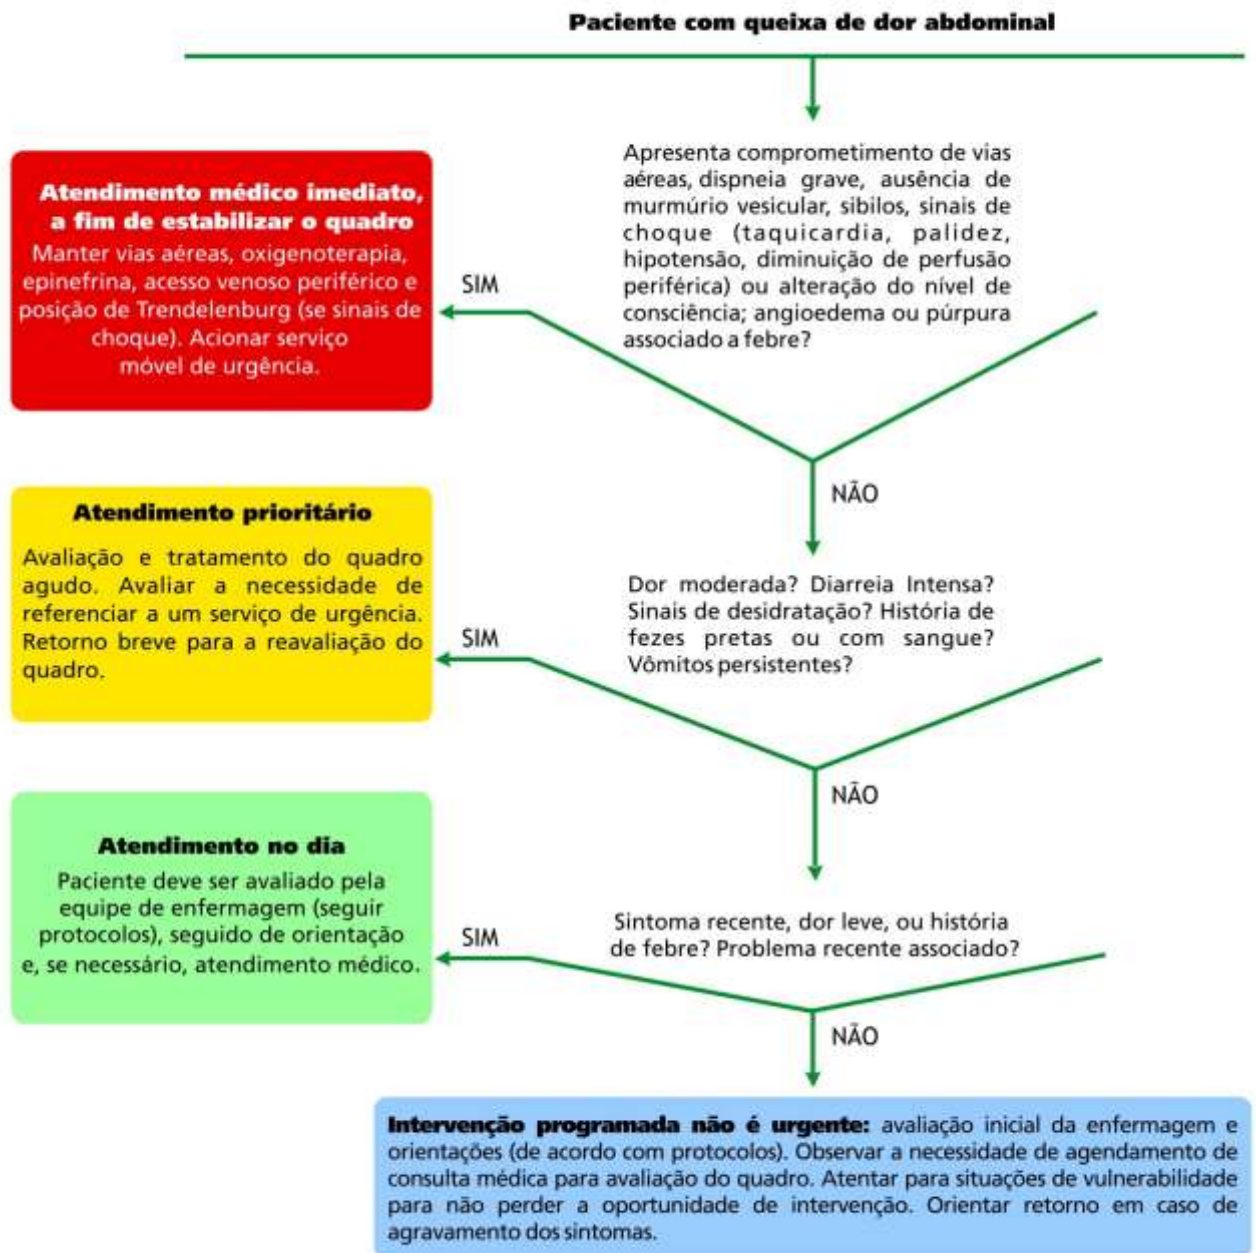 Paciente com queixa de dor abdominal
Apresenta comprometimento de vias
aéreas, dispneia grave, ausência de
murmúrio vesicular, sibilos, sinais de
choque (taquicardia, palidez,
hipotensão, diminuição de perfusão
periférica) ou alteração do nível de
consciência; angioedema ou púrpura
associado a febre?
SIM
Atendimento médico imediato,
a fim de estabilizar o quadro
Manter vias aéreas, oxigenoterapia,
epinefrina, acesso venoso periférico e
posição de Trendelenburg (se sinais de
choque). Acionar serviço
móvel de urgência.
NÃO
Dor moderada? Diarreia Intensa?
Sinais de desidratação? História de
fezes pretas ou com sangue?
Vômitos persistentes?
SIM
Atendimento prioritário
Avaliação e tratamento do quadro
agudo. Avaliar a necessidade de
referenciar a um serviço de urgência.
Retorno breve para a reavaliação do
quadro.
NÃO
Sintoma recente, dor leve, ou história
de febre? Problema recente associado?
SIM
Atendimento no dia
Paciente deve ser avaliado pela
equipe de enfermagem (seguir
protocolos), seguido de orientação
e, se necessário, atendimento médico.
NÃO
Intervenção programada não é urgente: avaliação inicial da enfermagem e
orientações (de acordo com protocolos). Observar a necessidade de agendamento de
consulta médica para avaliação do quadro. Atentar para situações de vulnerabilidade
para não perder a oportunidade de intervenção. Orientar retorno em caso de
agravamento dos sintomas.